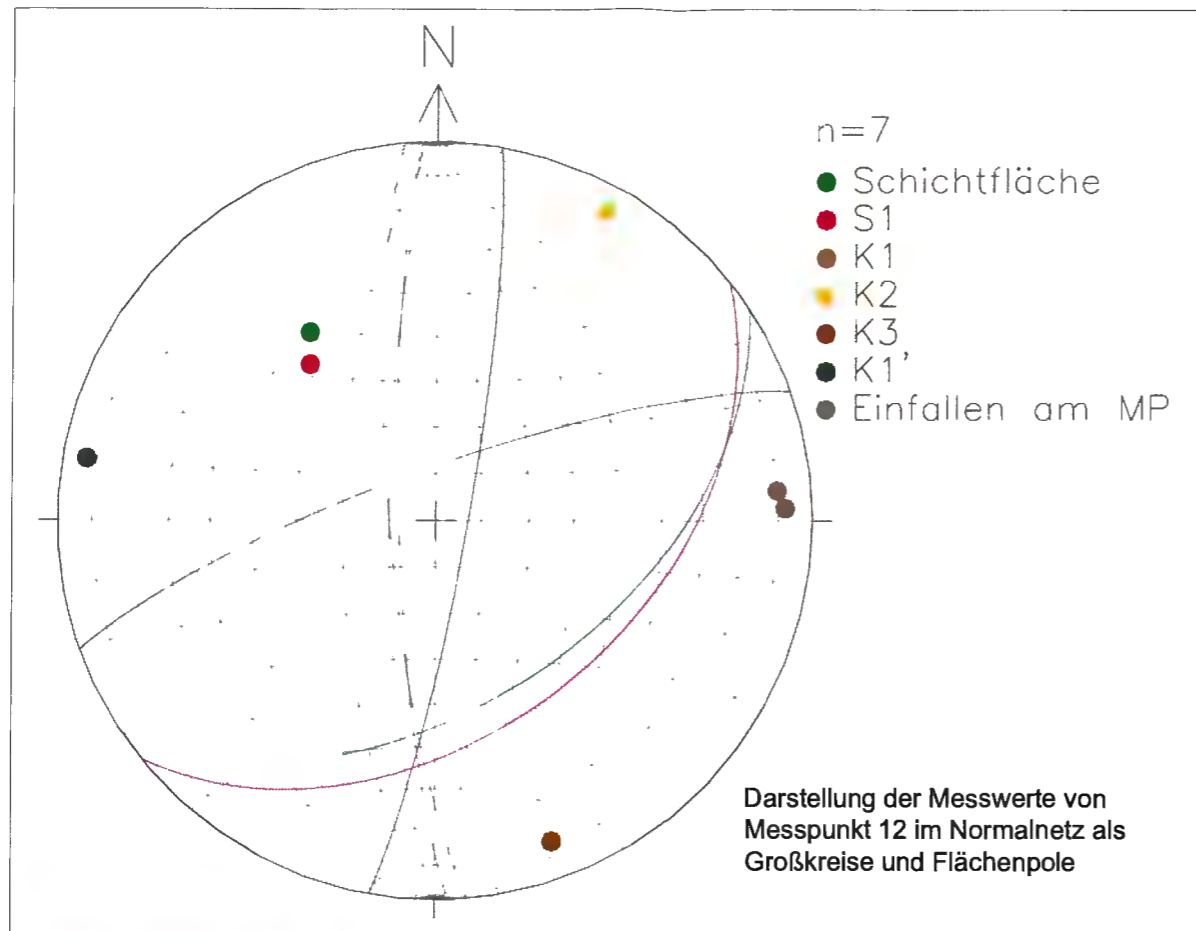 N
n=7
Schichtfläche
S1
K1
K2
K3
K1'
Einfallen am MP
Darstellung der Messwerte von
Messpunkt 12 im Normalnetz als
Großkreise und Flächenpole